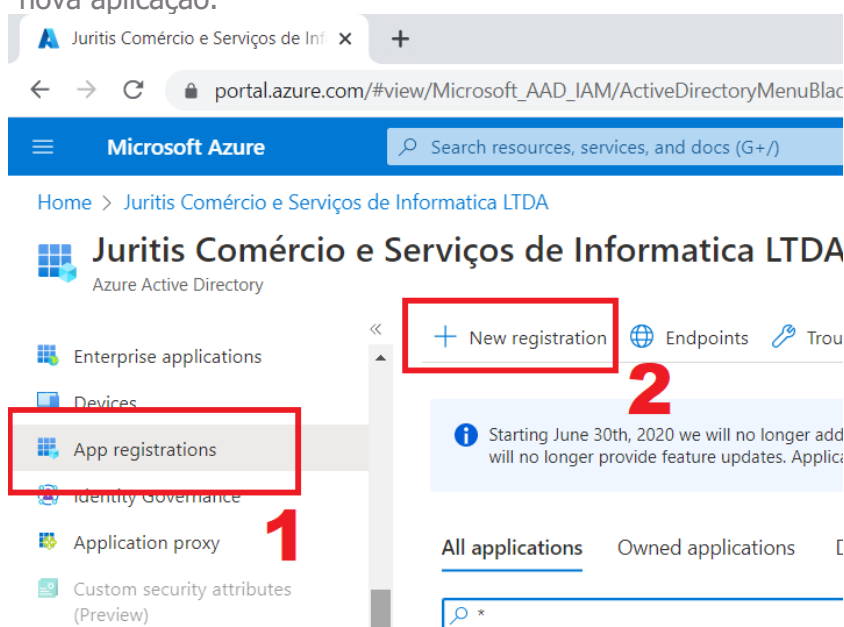 nova aplicação.
Juritis Comércio e Serviços de Inf
portal.azure.com/#view/Microsoft_AAD_IAM/ActiveDirectoryMenuBlad
Microsoft Azure
Search resources, services, and docs (G+/)
Home > Juritis Comércio e Serviços de Informatica LTDA
Juritis Comércio e Serviços de Informatica LTDA
Azure Active Directory
Enterprise applications
Devices
App registrations
Identity Governance
1
Application proxy
Custom security attributes
(Preview)
+ New registration
Endpoints
Trou
2
Starting June 30th, 2020 we will no longer add
will no longer provide feature updates. Applica
All applications
Owned applications
D
*